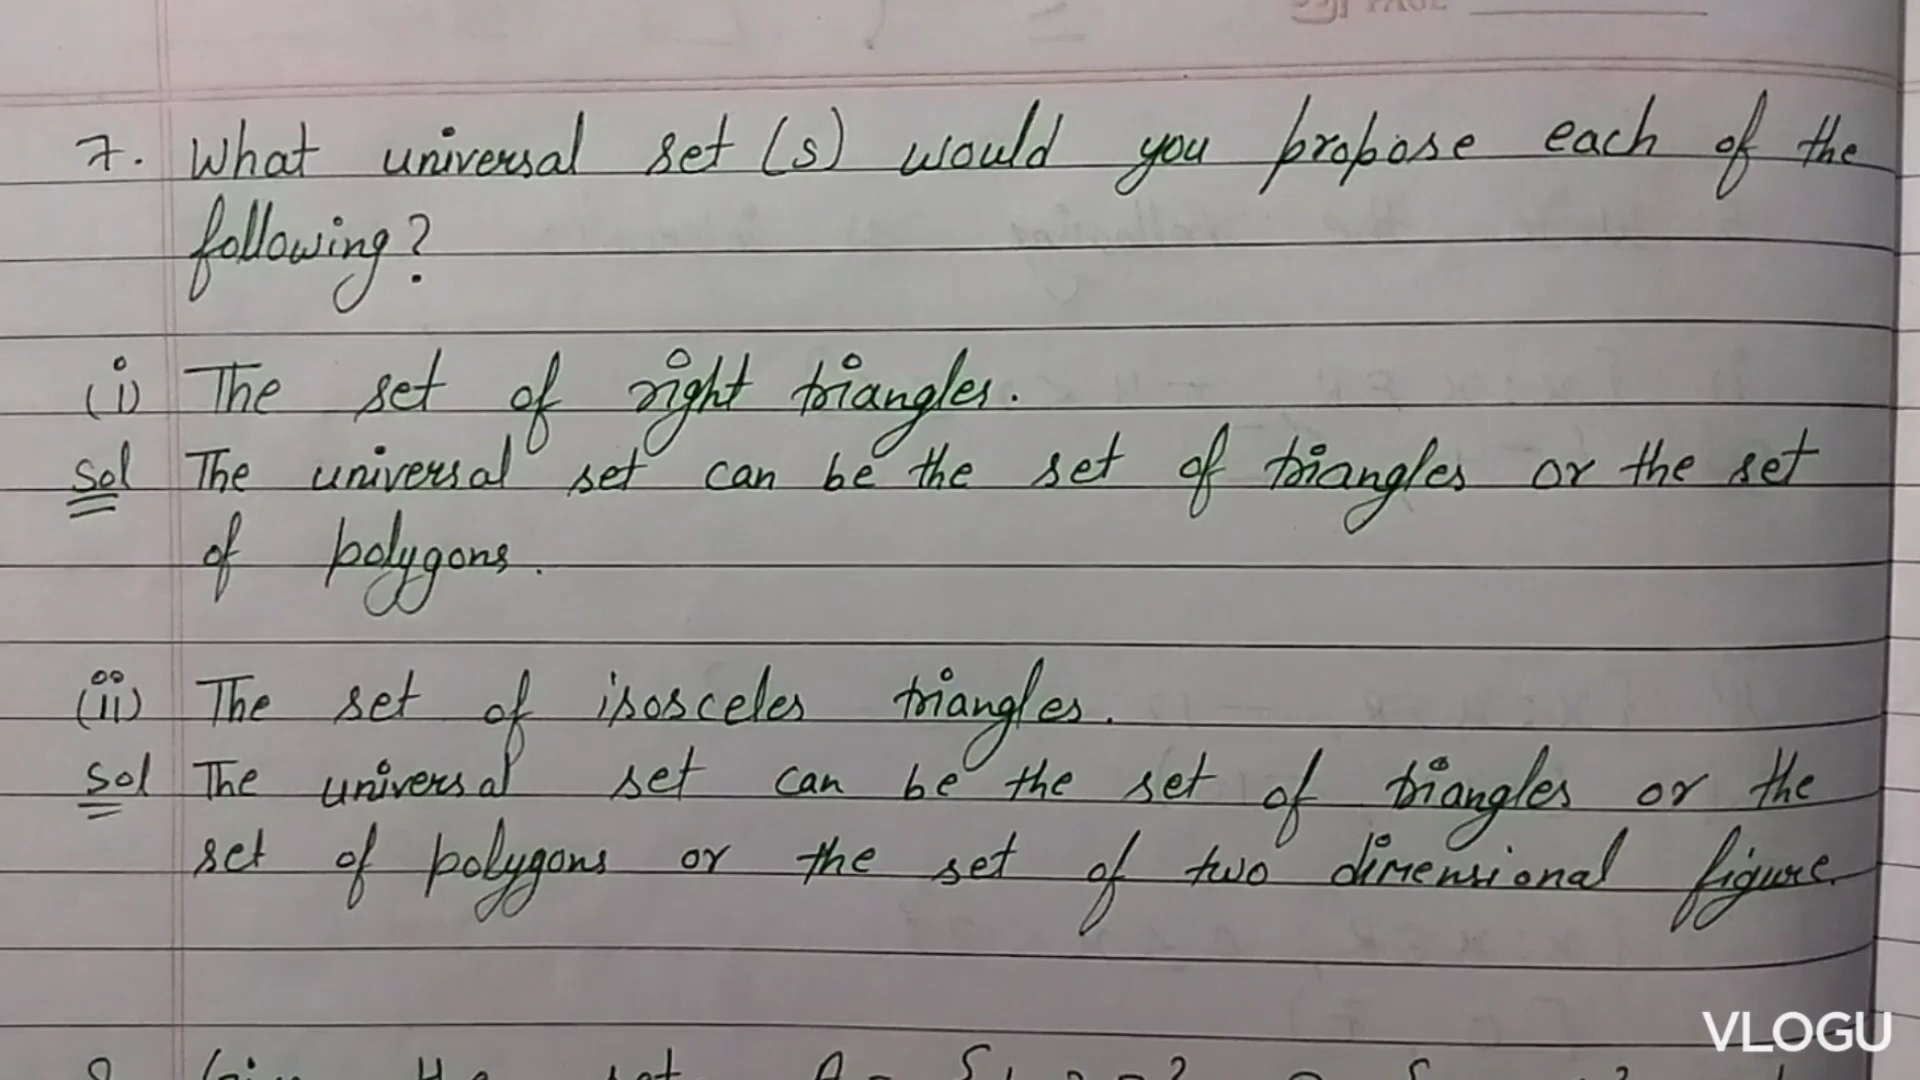 PAGE
7. What universal set (s) would you propose each of the
following?
(i) The set of right triangles.
Sol The universal set can be the set of triangles or the set
of polygons.
(ii) The set of isosceles triangles.
Sol The universal set can be the set of triangles or the
set of polygons or the set of two dimensional figure.
VLOGU